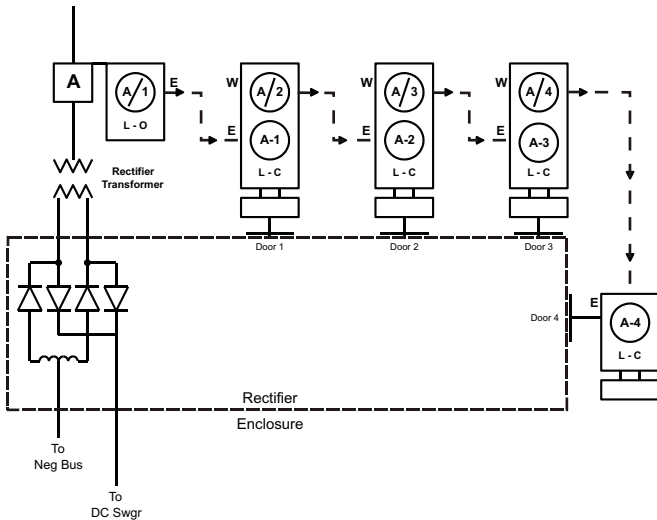 A
A/1
E
L - O
W
A/2
E
A-1
L - C
W
A/3
E
A-2
L - C
W
A/4
E
A-3
L - C
Rectifier
Transformer
Door 1
Door 2
Door 3
Door 4
E
A-4
L - C
Rectifier
Enclosure
To
Neg Bus
To
DC Swgr